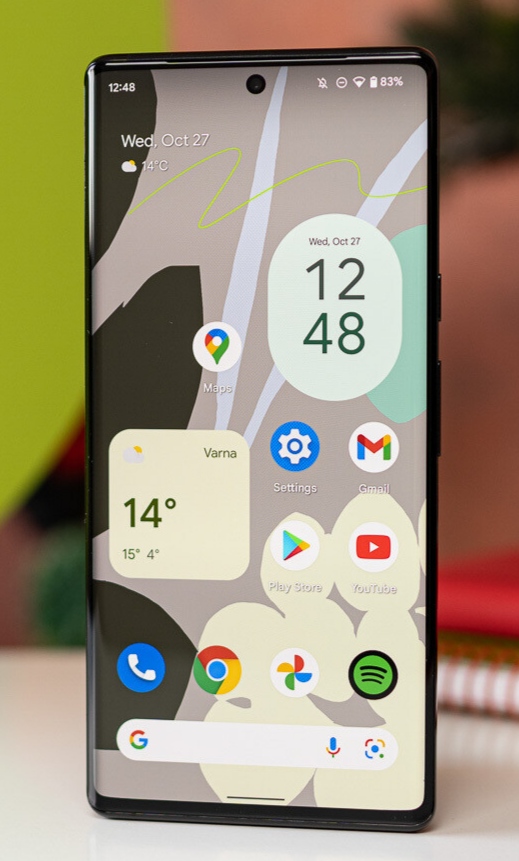 12:48
83%
Wed, Oct 27
14°C
Wed, Oct 27
12
48
Maps
Varna
14°
15° 4°
Settings
Gmail
Play Store
YouTube